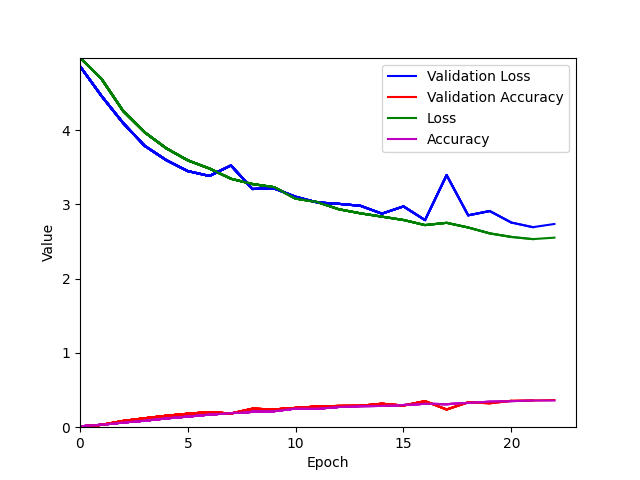 Validation Loss
Validation Accuracy
Loss
Accuracy
4
3
2
1
0
Value
0 5 10 15 20
Epoch